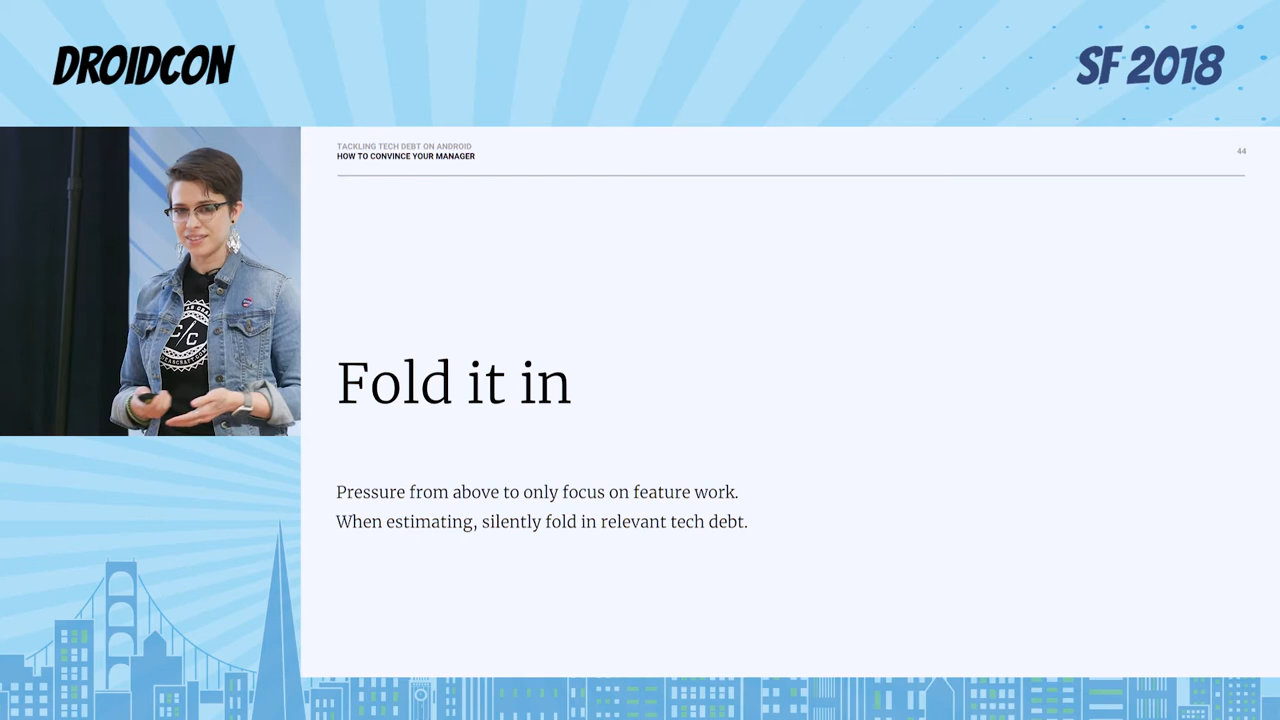 DROIDCON
SF 2018
TACKLING TECH DEBT ON ANDROID
HOW TO CONVINCE YOUR MANAGER
44
Fold it in
Pressure from above to only focus on feature work.
When estimating, silently fold in relevant tech debt.
C/C